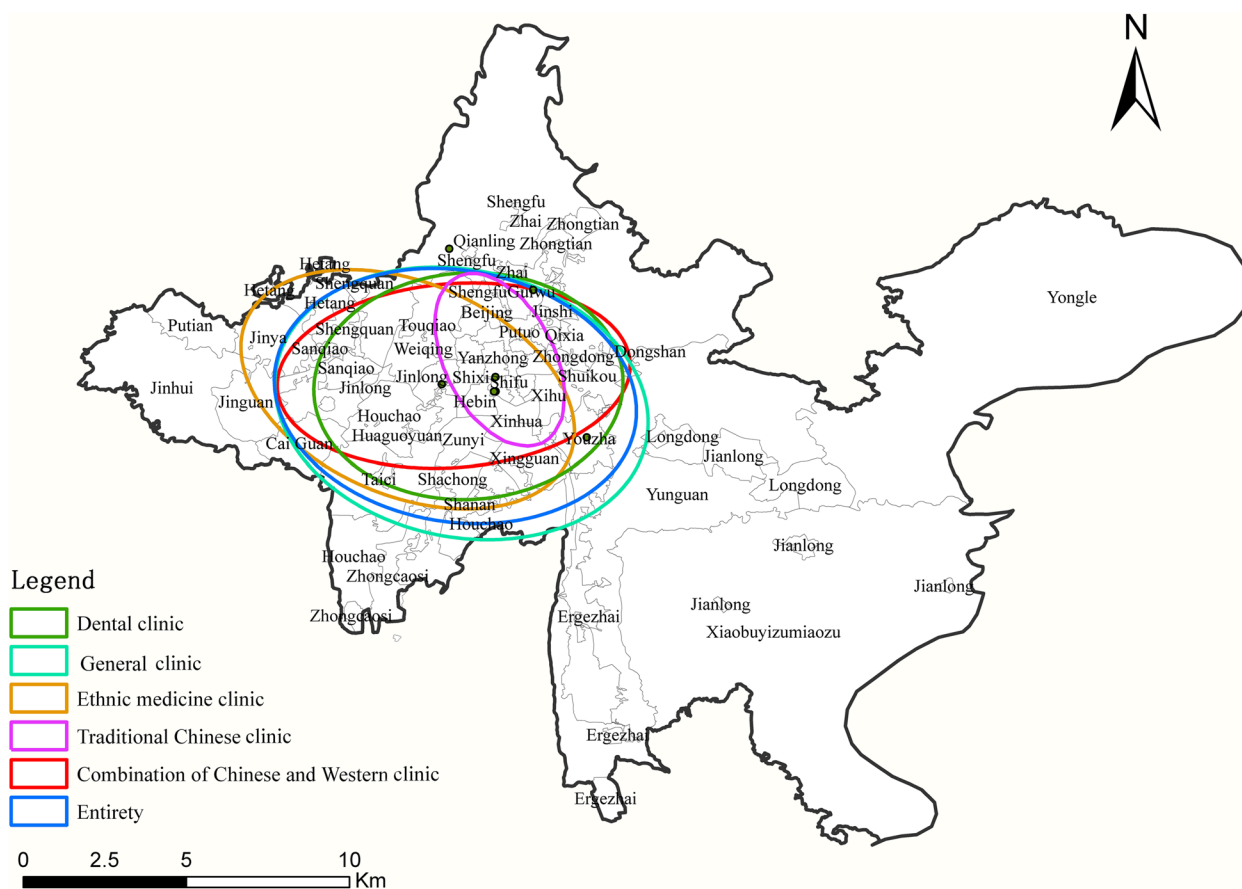 N
Shengfu
Zhai
Zhongtian
Qianling
Zhongtian
Shengfu
Hetang
Zhai
Shengquan
Hetang
Shengfu
Yongle
Hetang
Beijing
Jinshi
Putian
Touqiao
Shengquan
Putuo
Qixia
Jinya
Sanqiao
Weiqing
Dongshan
Yanzhong
Zhongdong
Sanqiao
Jinlong
Shixi
Shuikou
Jinhui
Jinlong
Shifu
Jinguan
Hebin
Xihu
Houchao
Xinhua
Huaguoyuan
Zunyi
Youzha
Longdong
Cai Guan
Jianlong
Xingguan
Taici
Shachong
Longdong
Yunguan
Shanan
Houchao
Jianlong
Houchao
Zhongcaosi
Jianlong
Jianlong
Zhongcaosi
Ergezhai
Xiaobuyizumiaozu
Ergezhai
Ergezhai
Legend
Dental clinic
General clinic
Ethnic medicine clinic
Traditional Chinese clinic
Combination of Chinese and Western clinic
Entirety
0 2.5 5 10
Km